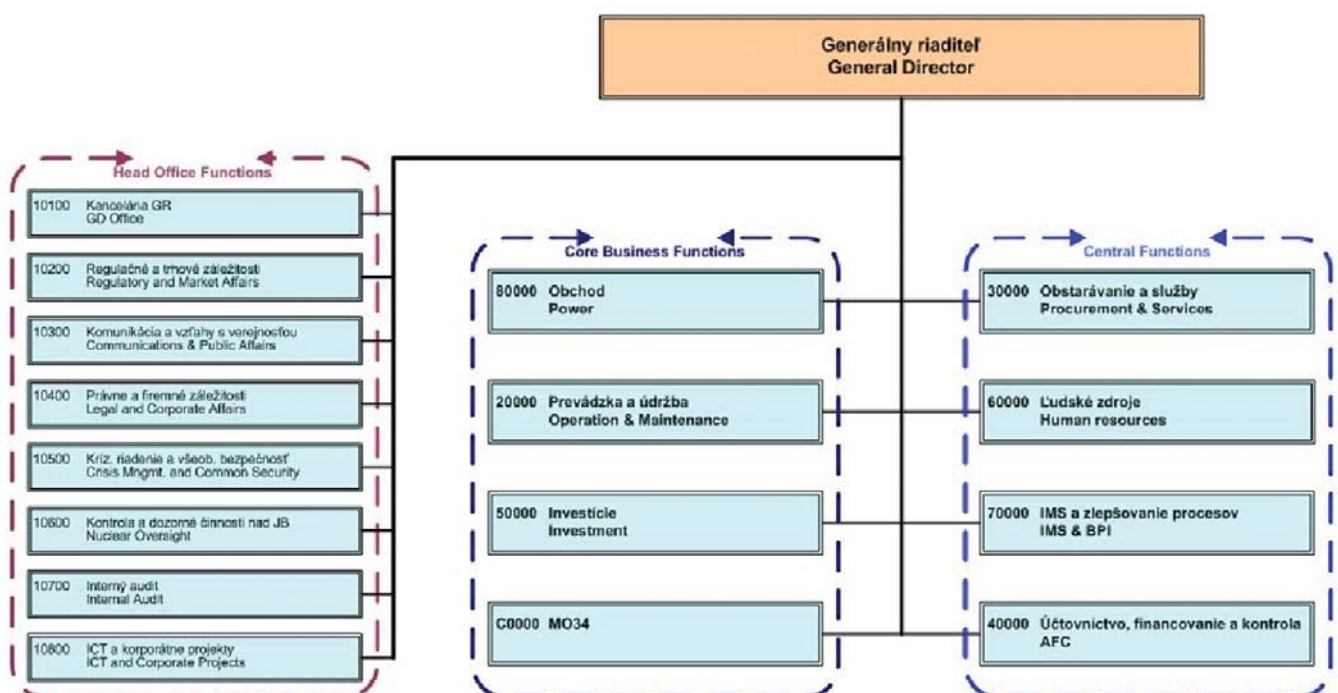 Generálny riaditeľ
General Director
Head Office Functions
10100 Kancelária GR
GD Office
10200 Regulačné a trhové záležitosti
Regulatory and Market Affairs
10300 Komunikácia a vzťahy s verejnosťou
Communications & Public Affairs
10400 Právne a firemné záležitosti
Legal and Corporate Affairs
10500 Kríz. riadenie a všeob. bezpečnosť
Crisis Mngmt. and Common Security
10600 Kontrola a dozorné činnosti nad JB
Nuclear Oversight
10700 Interný audit
Internal Audit
10800 ICT a korporátne projekty
ICT and Corporate Projects
Core Business Functions
80000 Obchod
Power
20000 Prevádzka a údržba
Operation & Maintenance
50000 Investície
Investment
C0000 MO34
Central Functions
30000 Obstarávanie a služby
Procurement & Services
60000 Ľudské zdroje
Human resources
70000 IMS a zlepšovanie procesov
IMS & BPI
40000 Účtovníctvo, financovanie a kontrola
AFC